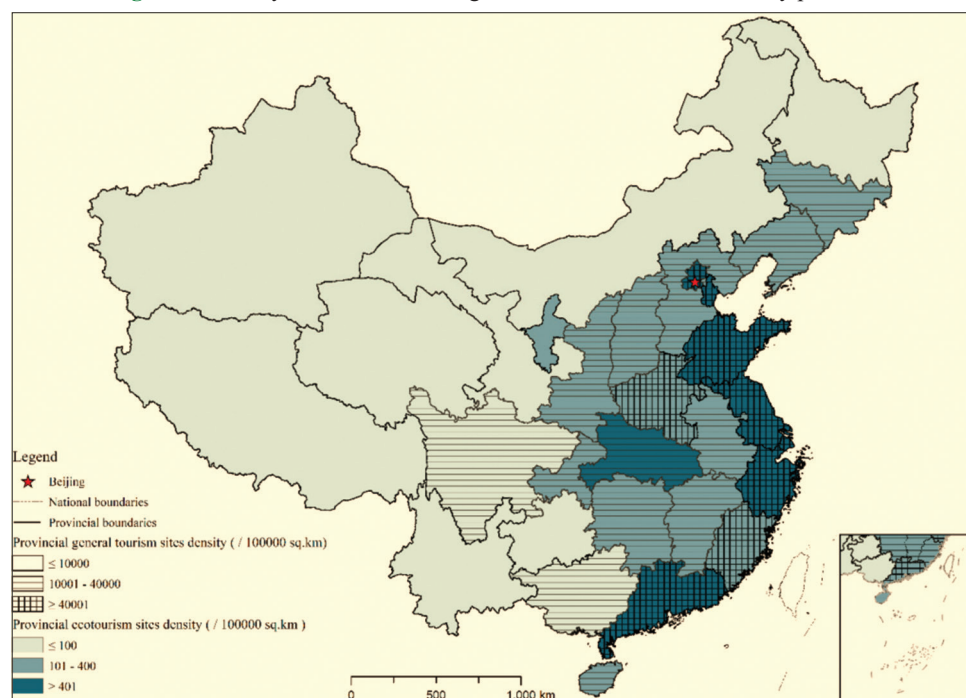 Legend
Beijing
National boundaries
Provincial boundaries
Provincial general tourism sites density ( / 100000 sq.km)
≤ 10000
10001 - 40000
> 40001
Provincial ecotourism sites density ( / 100000 sq.km )
≤ 100
101 - 400
> 401
0 500 1,000 km